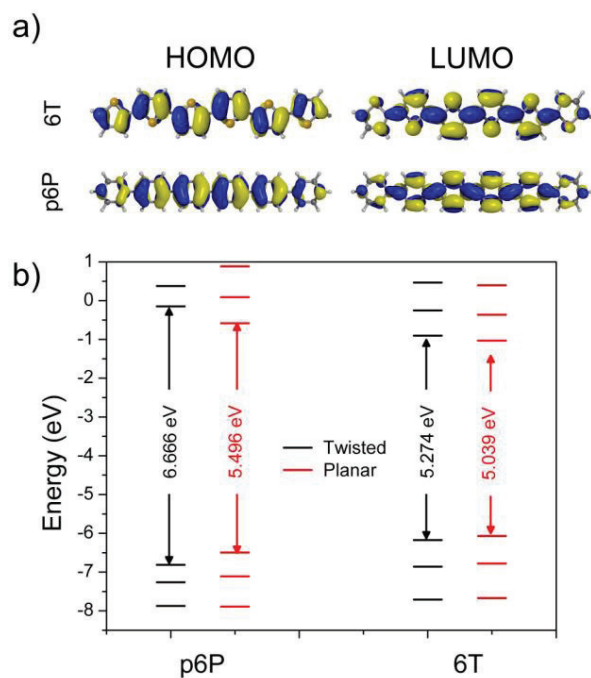 a)
HOMO
LUMO
6T
p6P
b)
Energy (eV)
1
0
-1
-2
-3
-4
-5
-6
-7
-8
6.666 eV
5.496 eV
Twisted
Planar
5.274 eV
5.039 eV
p6P
6T